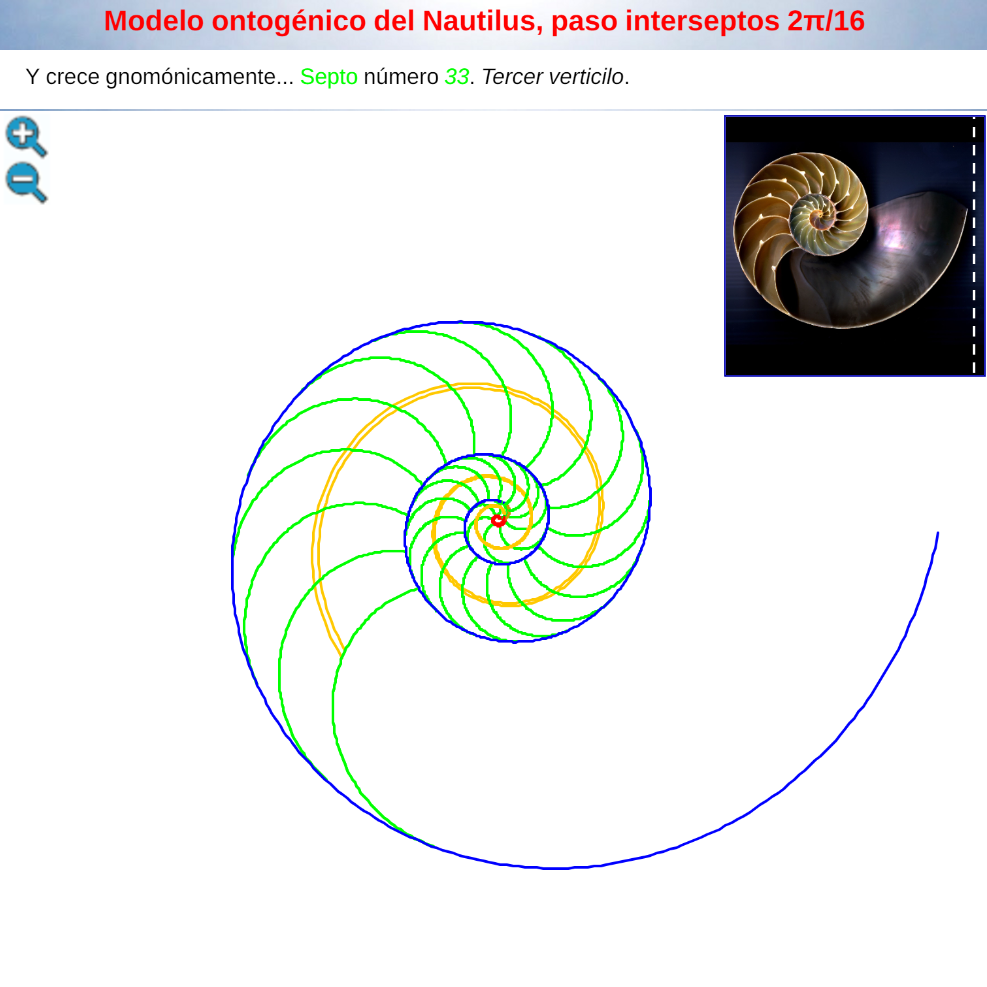 Modelo ontogénico del Nautilus, paso interseptos 2π/16
Y crece gnomónicamente... Septo número 33. Tercer verticilo.